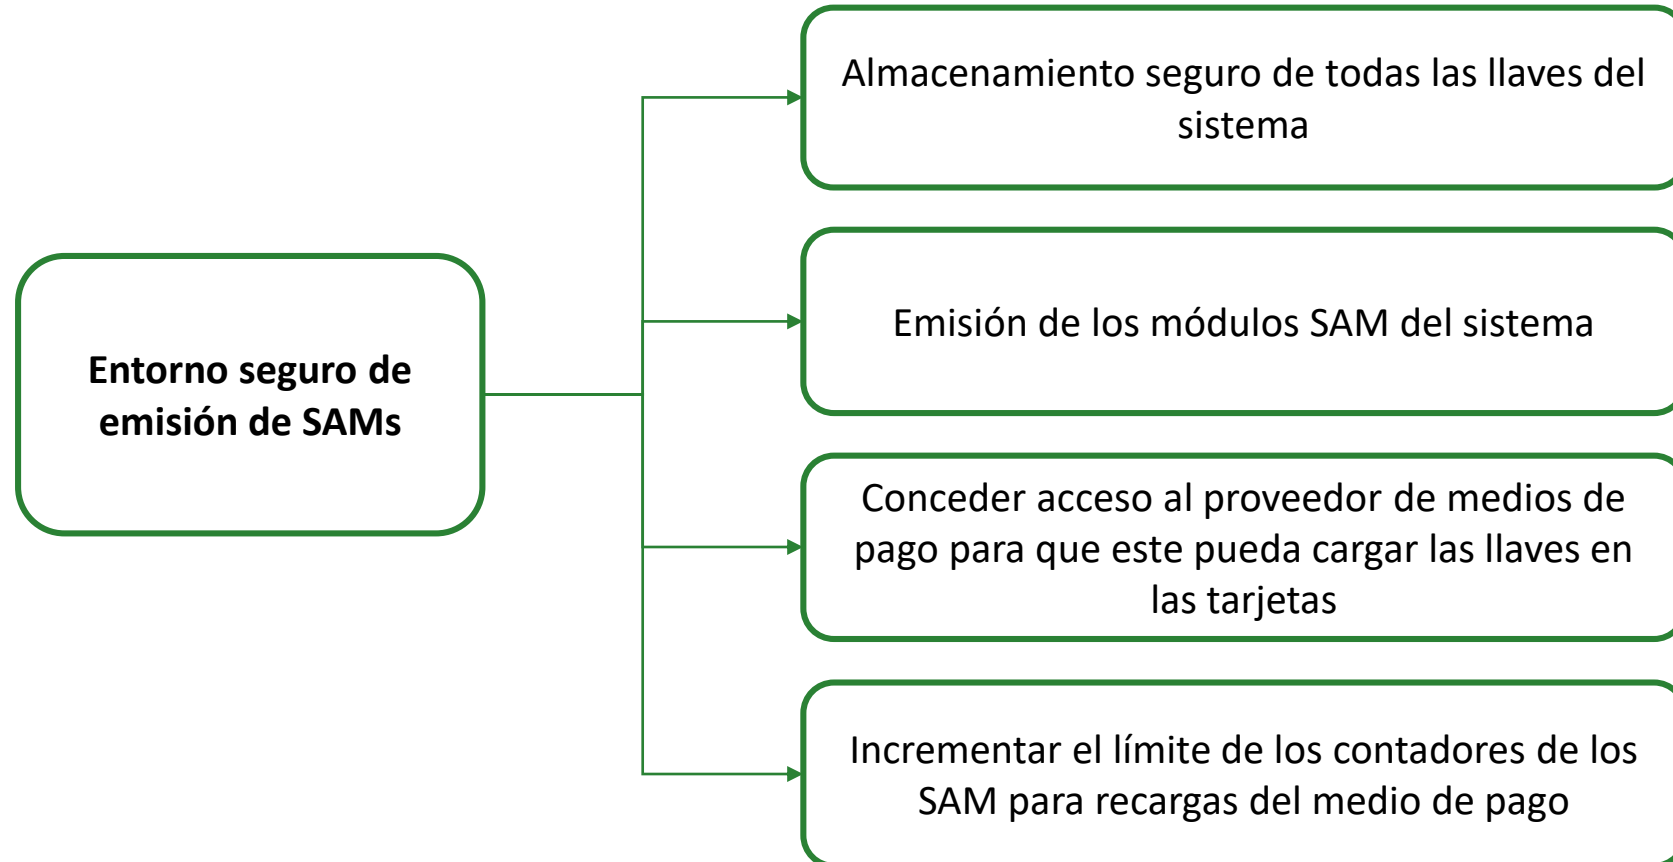 Almacenamiento seguro de todas las llaves del
sistema
Emisión de los módulos SAM del sistema
Entorno seguro de
emisión de SAMs
Conceder acceso al proveedor de medios de
pago para que este pueda cargar las llaves en
las tarjetas
Incrementar el límite de los contadores de los
SAM para recargas del medio de pago